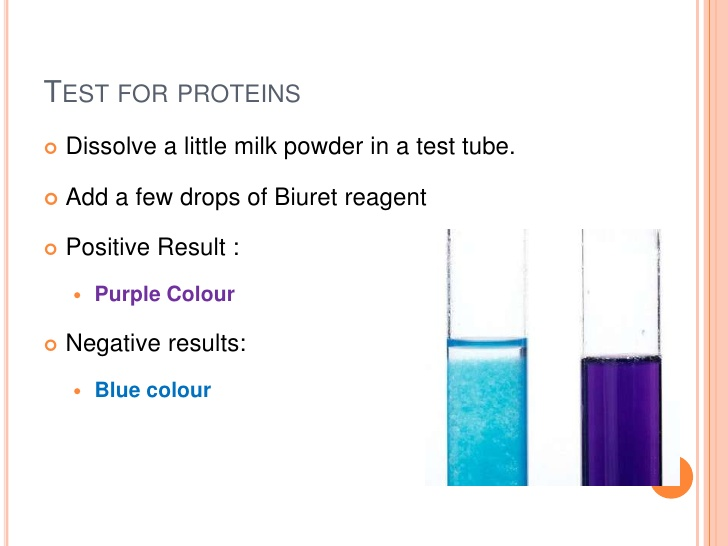 TEST FOR PROTEINS
Dissolve a little milk powder in a test tube.
Add a few drops of Biuret reagent
Positive Result :
Purple Colour
Negative results:
Blue colour